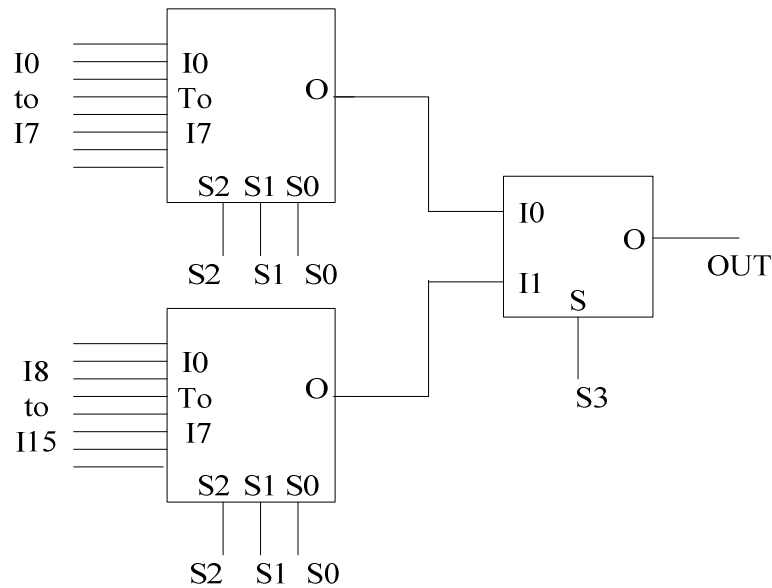 I0
to
I7
I0
To
I7
O
S2 S1 S0
S2 S1 S0
I8
to
I15
I0
To
I7
O
S2 S1 S0
S2 S1 S0
I0
I1
S
O
S3
OUT